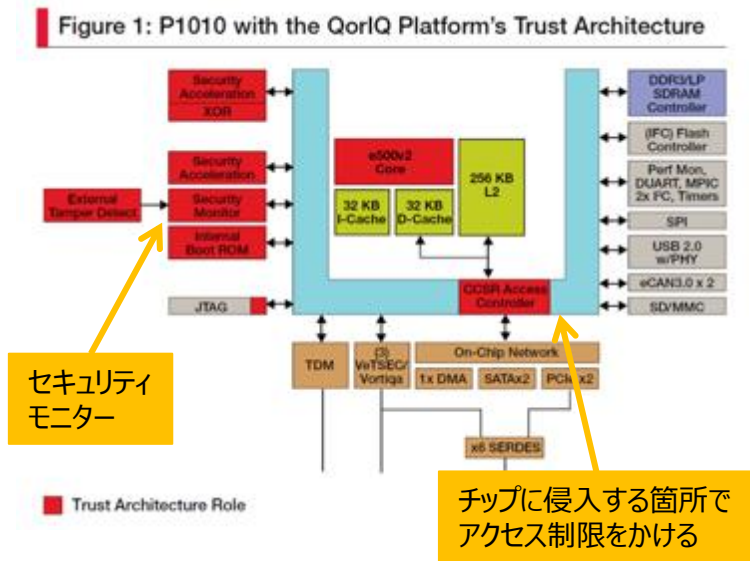 Figure 1: P1010 with the QorIQ Platform's Trust Architecture
Security
Acceleration
XOR
Security
Acceleration
External
Tamper Detect
Security
Monitor
Internal
Boot ROM
JTAG
e500v2
Core
32 KB
I-Cache
32 KB
D-Cache
256 KB
L2
CCSR Access
Controller
DDR3/LP
SDRAM
Controller
(IFC) Flash
Controller
Perf Mon,
DUART, MPIC
2x I²C, Timers
SPI
USB 2.0
w/PHY
eCAN3.0 x 2
SD/MMC
TDM
(3)
VeTSEC/
Vortiqa
On-Chip Network
1x DMA
SATAx2
PCIe x2
x6 SERDES
セキュリティ
モニター
チップに侵入する箇所で
アクセス制限をかける
Trust Architecture Role